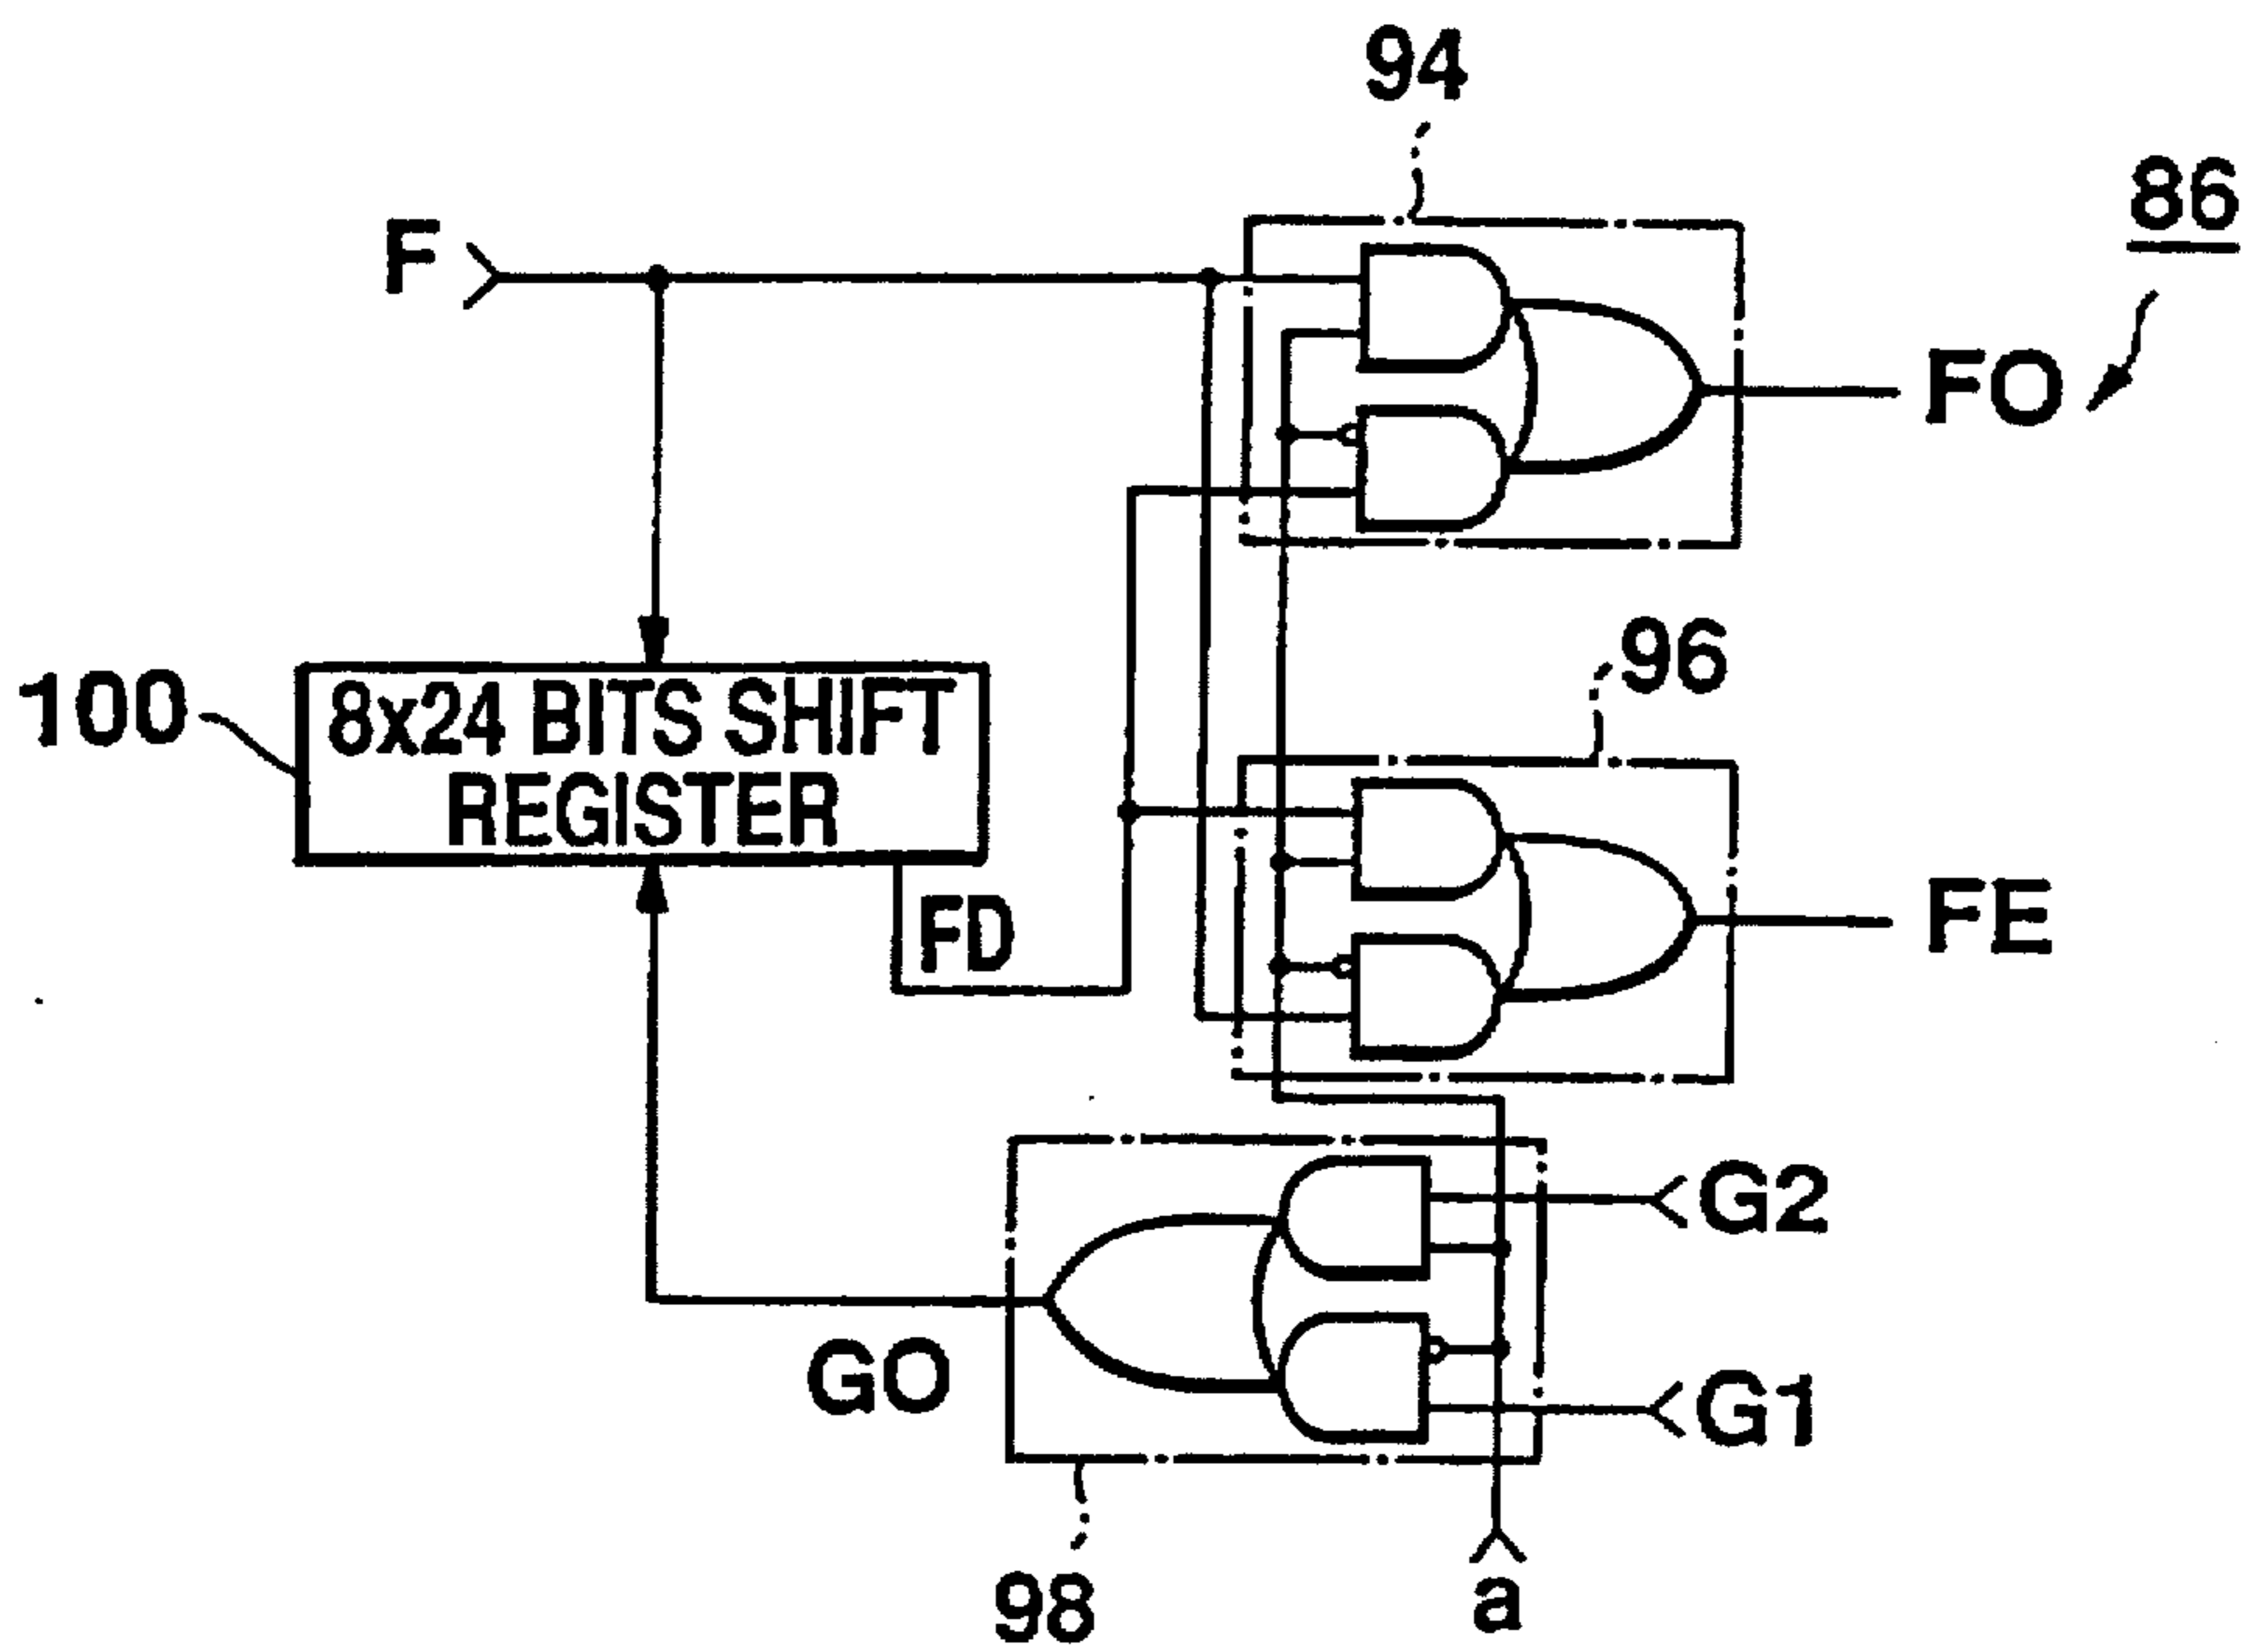 94
86
F
FO
96
100
8x24 BITS SHIFT
REGISTER
FD
FE
G2
GO
G1
98
a